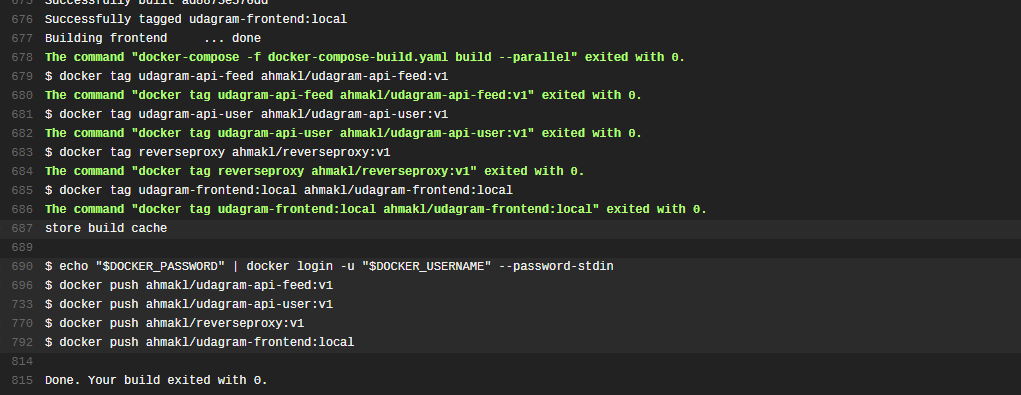 675 Successfully built ad8875e576dd
676 Successfully tagged udagram-frontend:local
677 Building frontend     ... done
678 The command "docker-compose -f docker-compose-build.yaml build --parallel" exited with 0.
679 $ docker tag udagram-api-feed ahmakl/udagram-api-feed:v1
680 The command "docker tag udagram-api-feed ahmakl/udagram-api-feed:v1" exited with 0.
681 $ docker tag udagram-api-user ahmakl/udagram-api-user:v1
682 The command "docker tag udagram-api-user ahmakl/udagram-api-user:v1" exited with 0.
683 $ docker tag reverseproxy ahmakl/reverseproxy:v1
684 The command "docker tag reverseproxy ahmakl/reverseproxy:v1" exited with 0.
685 $ docker tag udagram-frontend:local ahmakl/udagram-frontend:local
686 The command "docker tag udagram-frontend:local ahmakl/udagram-frontend:local" exited with 0.
687 store build cache
689
690 $ echo "$DOCKER_PASSWORD" | docker login -u "$DOCKER_USERNAME" --password-stdin
696 $ docker push ahmakl/udagram-api-feed:v1
733 $ docker push ahmakl/udagram-api-user:v1
770 $ docker push ahmakl/reverseproxy:v1
792 $ docker push ahmakl/udagram-frontend:local
814
815 Done. Your build exited with 0.